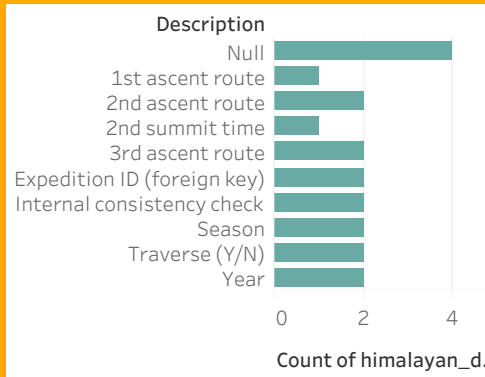 Description
Null
1st ascent route
2nd ascent route
2nd summit time
3rd ascent route
Expedition ID (foreign key)
Internal consistency check
Season
Traverse (Y/N)
Year
0 2 4
Count of himalayan_d.